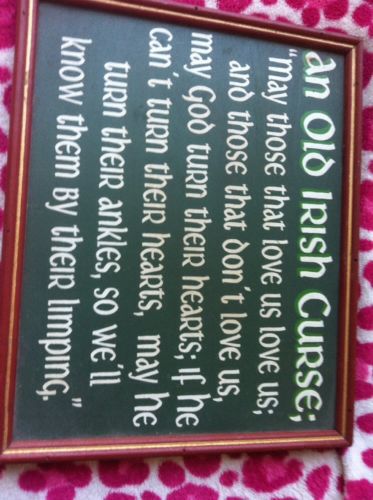 An Old Irish Curse;
"may those that love us love us;
and those that don't love us,
may God turn their hearts; if he
can't turn their hearts, may he
turn their ankles, so we'll
know them by their limping."